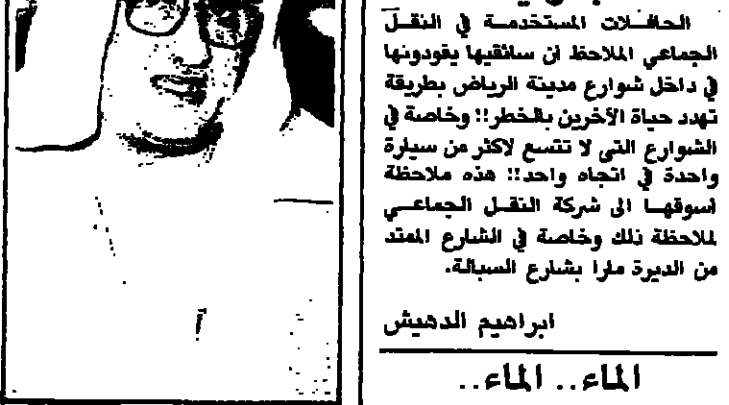 الحافلات المستخدمة في النقل
الجماعي الملاحظ ان سائقيها يقودونها
في داخل شوارع مدينة الرياض بطريقة
تهدد حياة الآخرين بالخطر!! وخاصة في
الشوارع التي لا تتسع لاكثر من سيارة
واحدة في اتجاه واحد!! هذه ملاحظة
اسوقها الى شركة النقل الجماعي
لملاحظة ذلك وخاصة في الشارع الممتد
من الديرة مارا بشارع السبالة.
ابراهيم الدهيش
الماء.. الماء..